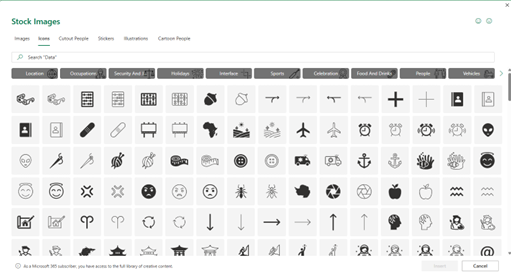 Stock Images
Images Icons Cutout People Stickers Illustrations Cartoon People
Search "Data"
Location Occupations Security And J Holidays Interface Sports Celebration Food And Drinks People Vehicles
As a Microsoft 365 subscriber, you have access to the full library of creative content.
Insert Cancel